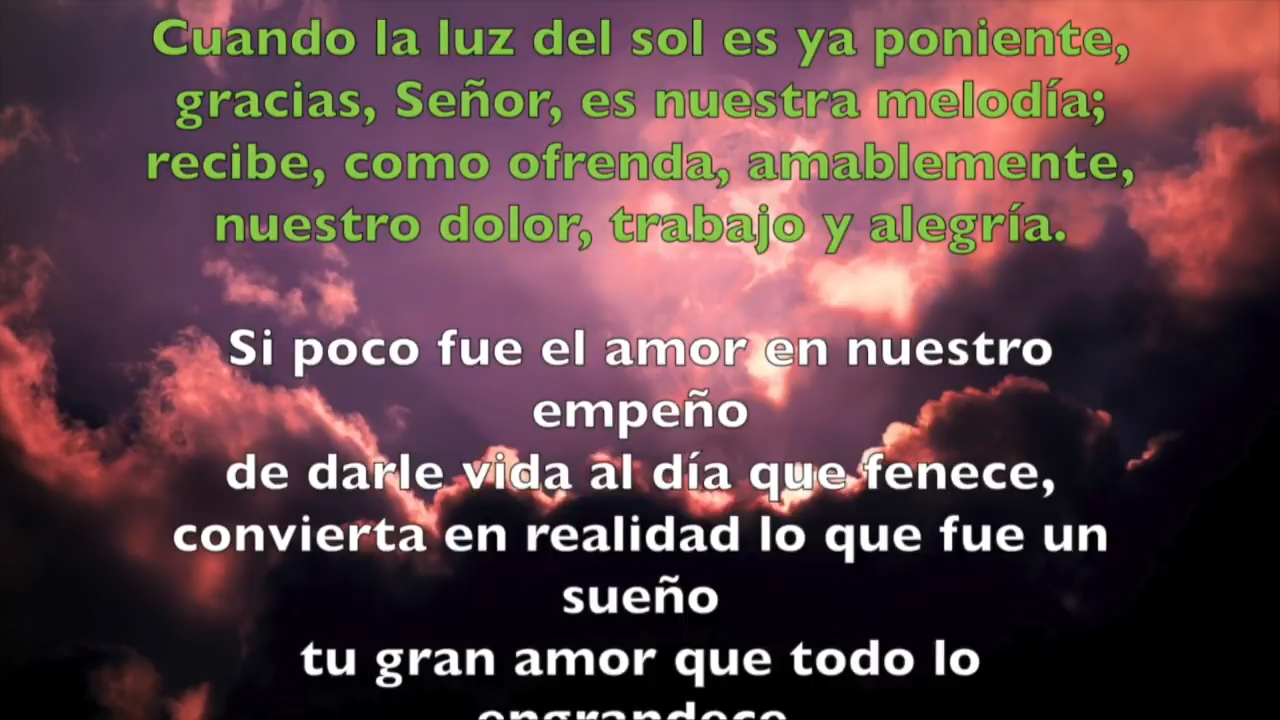 Cuando la luz del sol es ya poniente,
gracias, Señor, es nuestra melodía;
recibe, como ofrenda, amablemente,
nuestro dolor, trabajo y alegría.
Si poco fue el amor en nuestro
empeño
de darle vida al día que fenece,
convierta en realidad lo que fue un
sueño
tu gran amor que todo lo
engrandece.